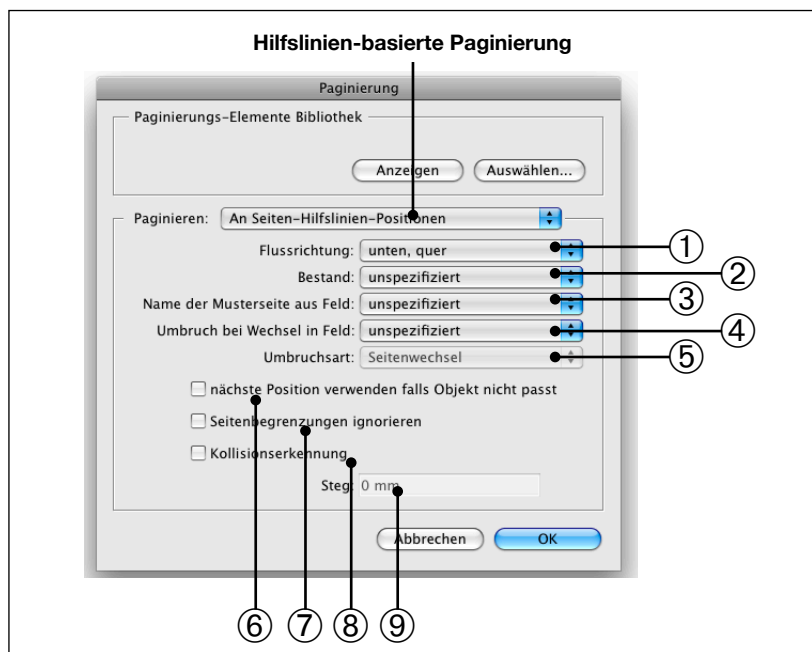 Hilfslinien-basierte Paginierung
Paginierung
Paginierungs-Elemente Bibliothek
Anzeigen Auswählen...
Paginieren: An Seiten-Hilfslinien-Positionen
Flussrichtung: unten, quer ①
Bestand: unspezifiziert ②
Name der Musterseite aus Feld: unspezifiziert ③
Umbruch bei Wechsel in Feld: unspezifiziert ④
Umbruchsart: Seitenwechsel ⑤
nächste Position verwenden falls Objekt nicht passt
Seitenbegrenzungen ignorieren
Kollisionserkennung
Steg: 0 mm
Abbrechen OK
⑥ ⑦ ⑧ ⑨